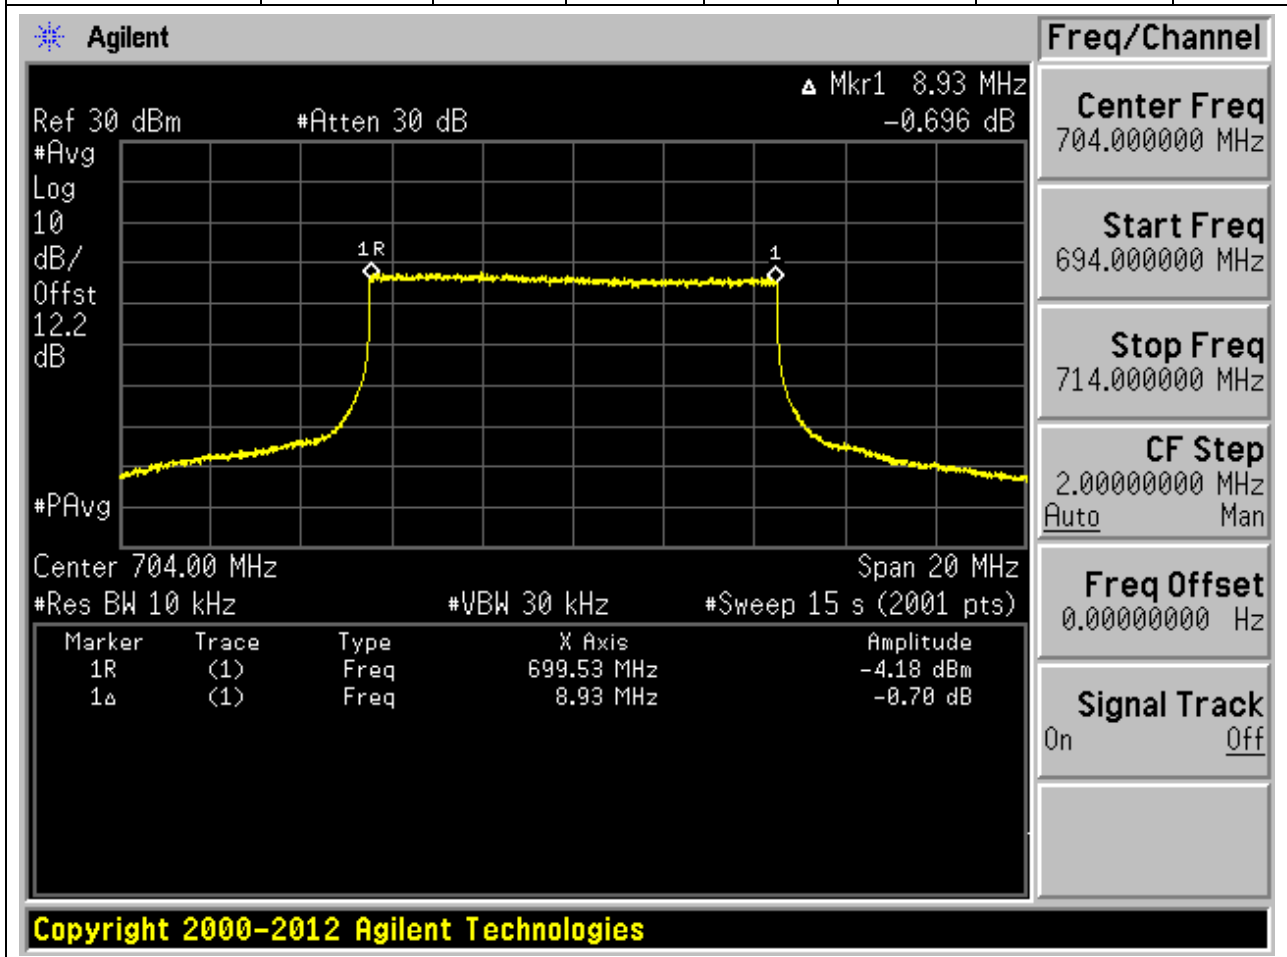 Agilent
Freq/Channel
Δ Mkr1 8.93 MHz
Ref 30 dBm #Atten 30 dB -0.696 dB
#Avg
Log
10
dB/
Offst
12.2
dB
1R
1
#PAvg
Center 704.00 MHz Span 20 MHz
#Res BW 10 kHz #VBW 30 kHz #Sweep 15 s (2001 pts)
Marker Trace Type X Axis Amplitude
1R (1) Freq 699.53 MHz -4.18 dBm
1Δ (1) Freq 8.93 MHz -0.70 dB
Center Freq
704.000000 MHz
Start Freq
694.000000 MHz
Stop Freq
714.000000 MHz
CF Step
2.00000000 MHz
Auto Man
Freq Offset
0.00000000 Hz
Signal Track
On Off
Copyright 2000-2012 Agilent Technologies